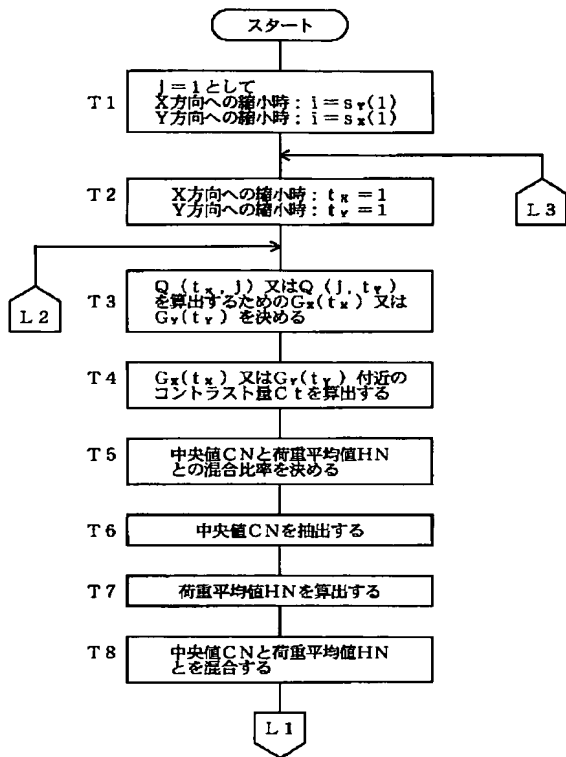 スタート
T1
j=1として
X方向への縮小時:i=sY(1)
Y方向への縮小時:i=sX(1)
T2
X方向への縮小時:tX=1
Y方向への縮小時:tY=1
L3
L2
T3
Q(tX,j)又はQ(j,tY)
を算出するためのGX(tX)又は
GY(tY)を決める
T4
GX(tX)又はGY(tY)付近の
コントラスト量Ctを算出する
T5
中央値CNと荷重平均値HN
との混合比率を決める
T6
中央値CNを抽出する
T7
荷重平均値HNを算出する
T8
中央値CNと荷重平均値HN
とを混合する
L1